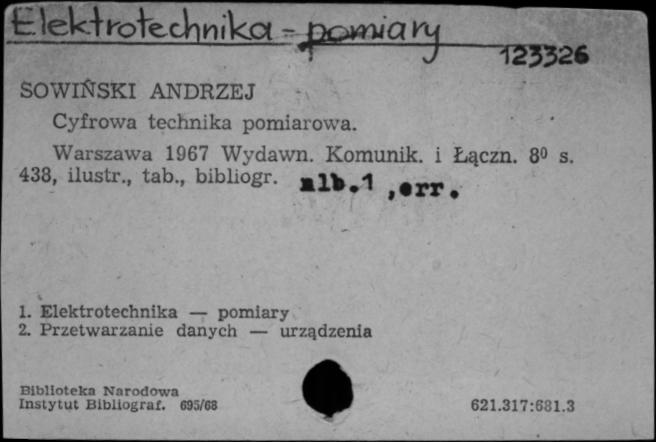 Elektrotechnika - pomiary
123326
SOWIŃSKI ANDRZEJ
Cyfrowa technika pomiarowa.
Warszawa 1967 Wydawn. Komunik. i Łączn. 8⁰ s.
438, ilustr., tab., bibliogr. alb.1 ,err.
1. Elektrotechnika — pomiary
2. Przetwarzanie danych — urządzenia
Biblioteka Narodowa
Instytut Bibliograf. 695/68
621.317:681.3